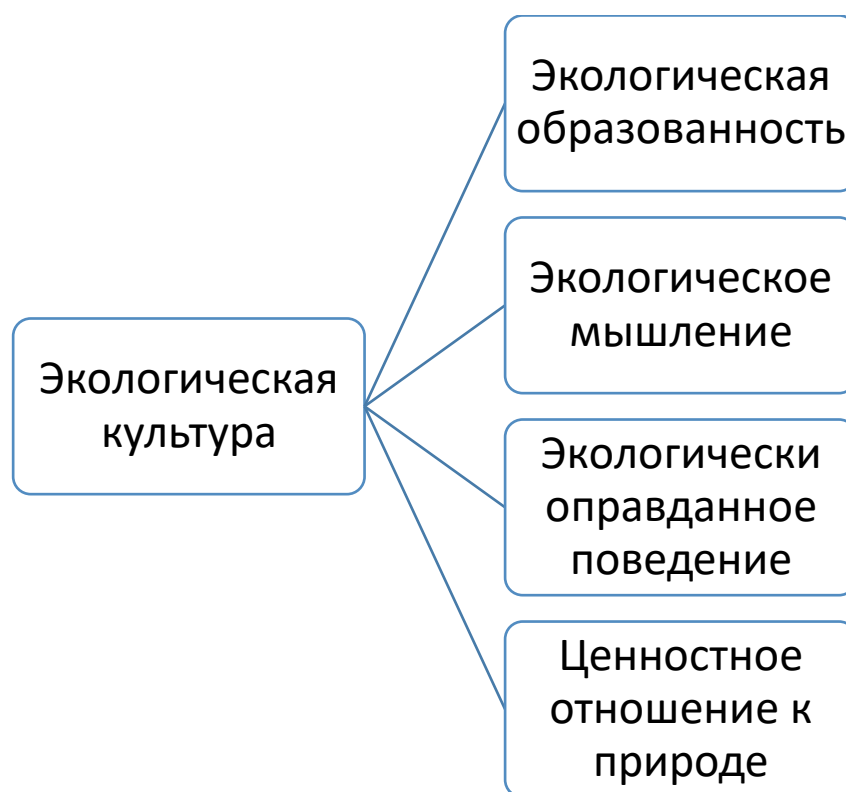 Экологическая
культура
Экологическая
образованность
Экологическое
мышление
Экологически
оправданное
поведение
Ценностное
отношение к
природе